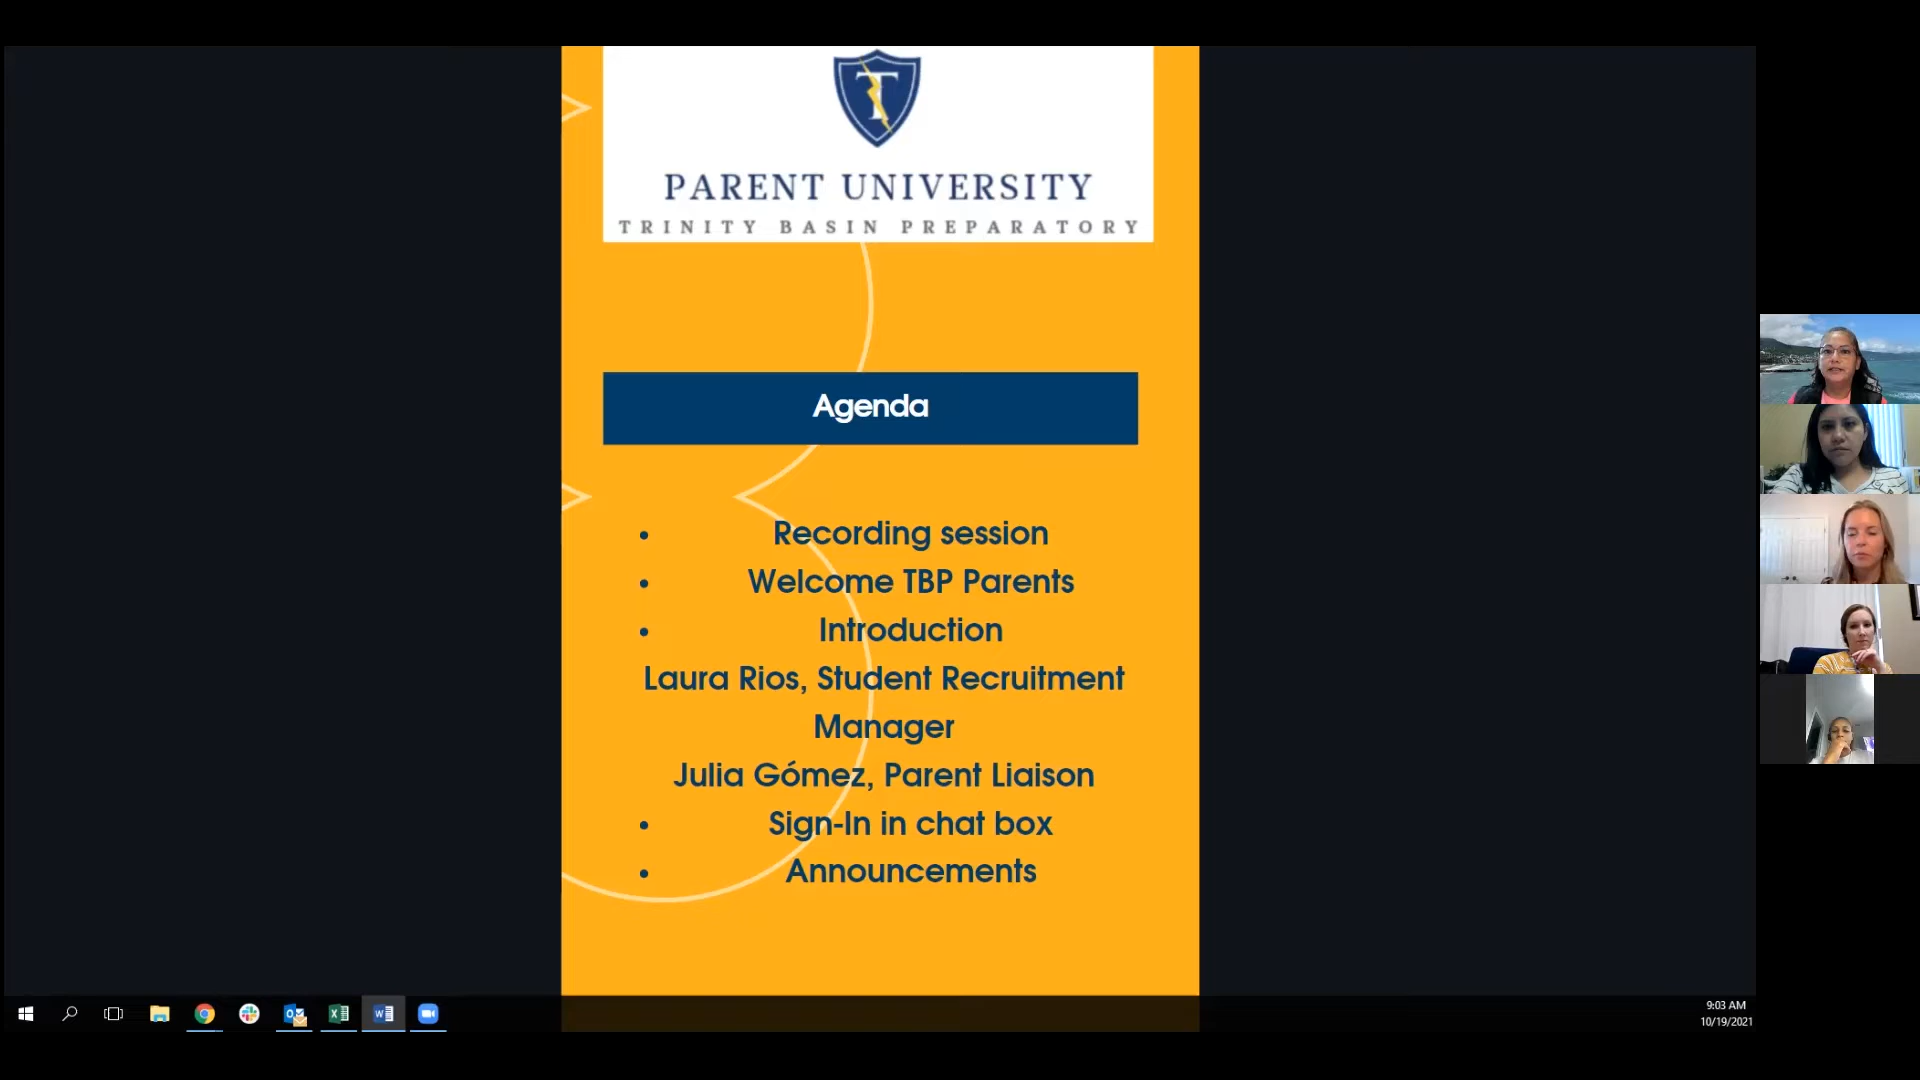 T
PARENT UNIVERSITY
TRINITY BASIN PREPARATORY
Agenda
• Recording session
• Welcome TBP Parents
• Introduction
Laura Rios, Student Recruitment
Manager
Julia Gómez, Parent Liaison
• Sign-In in chat box
• Announcements
9:03 AM
10/19/2021